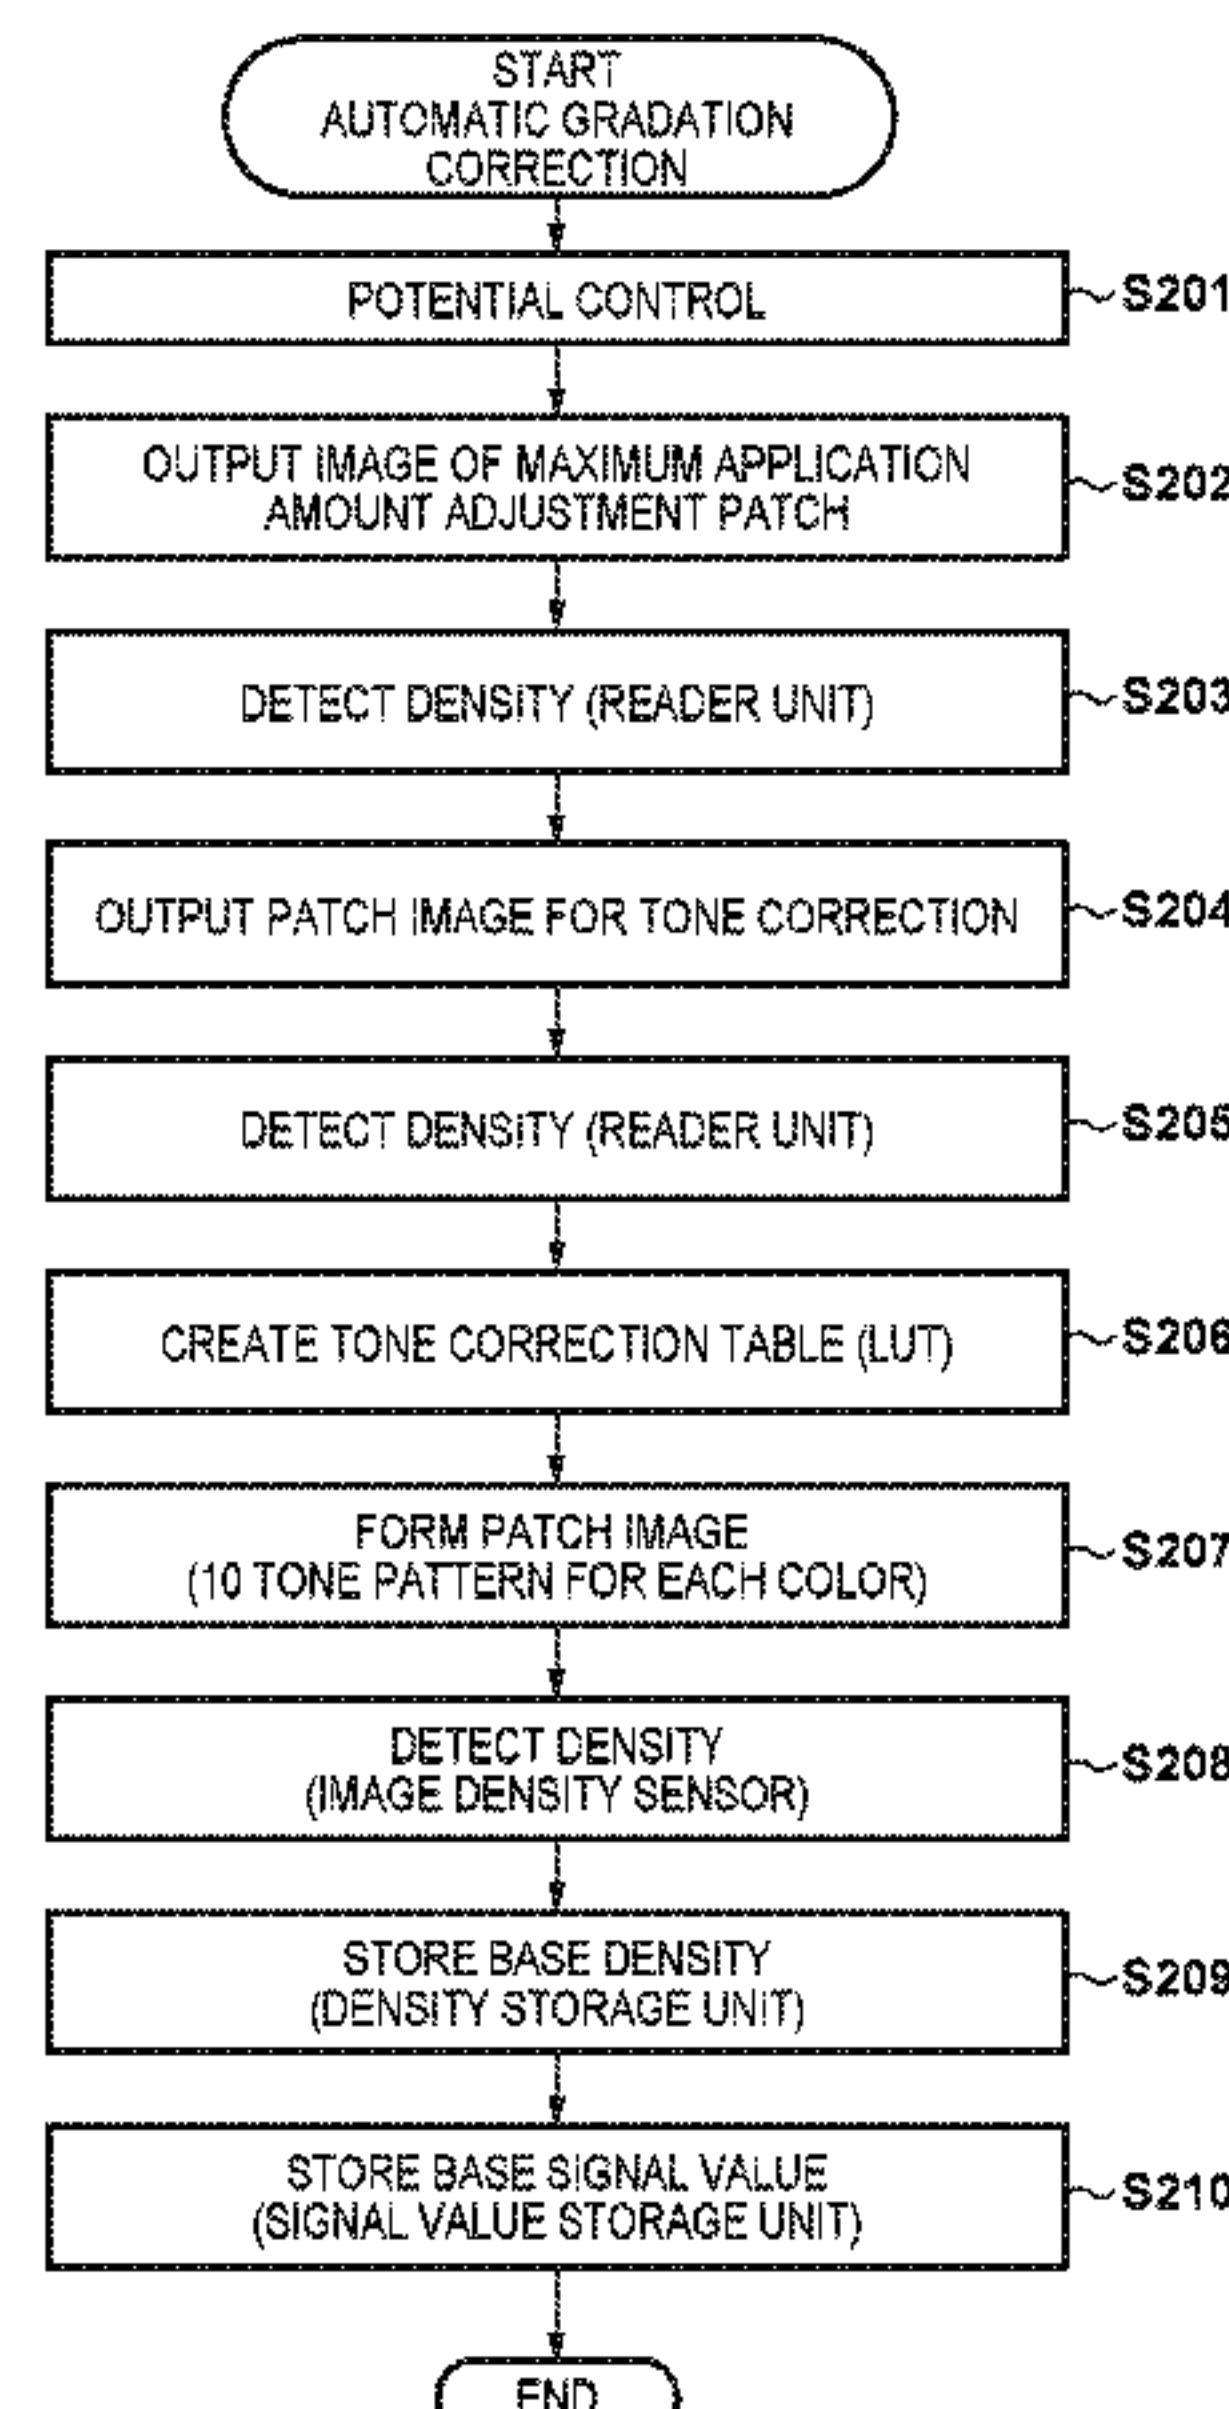 START
AUTOMATIC GRADATION
CORRECTION
POTENTIAL CONTROL
S201
OUTPUT IMAGE OF MAXIMUM APPLICATION
AMOUNT ADJUSTMENT PATCH
S202
DETECT DENSITY (READER UNIT)
S203
OUTPUT PATCH IMAGE FOR TONE CORRECTION
S204
DETECT DENSITY (READER UNIT)
S205
CREATE TONE CORRECTION TABLE (LUT)
S206
FORM PATCH IMAGE
(10 TONE PATTERN FOR EACH COLOR)
S207
DETECT DENSITY
(IMAGE DENSITY SENSOR)
S208
STORE BASE DENSITY
(DENSITY STORAGE UNIT)
S209
STORE BASE SIGNAL VALUE
(SIGNAL VALUE STORAGE UNIT)
S210
END